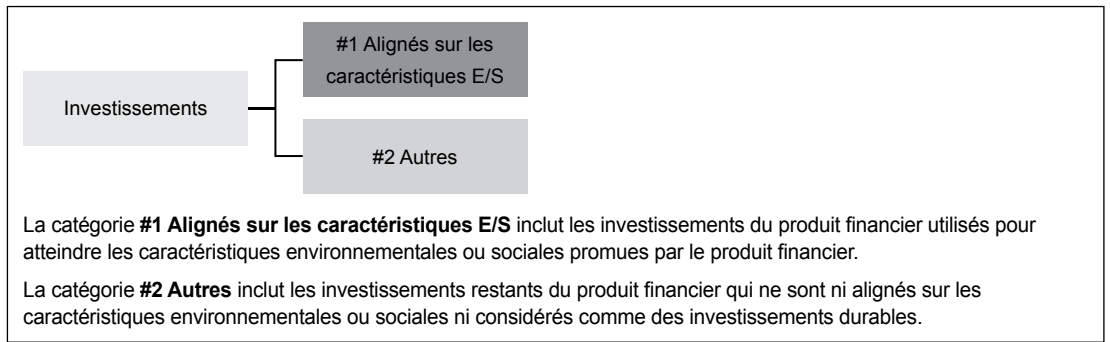 #1 Alignés sur les
caractéristiques E/S
Investissements
#2 Autres
La catégorie #1 Alignés sur les caractéristiques E/S inclut les investissements du produit financier utilisés pour
atteindre les caractéristiques environnementales ou sociales promues par le produit financier.
La catégorie #2 Autres inclut les investissements restants du produit financier qui ne sont ni alignés sur les
caractéristiques environnementales ou sociales ni considérés comme des investissements durables.